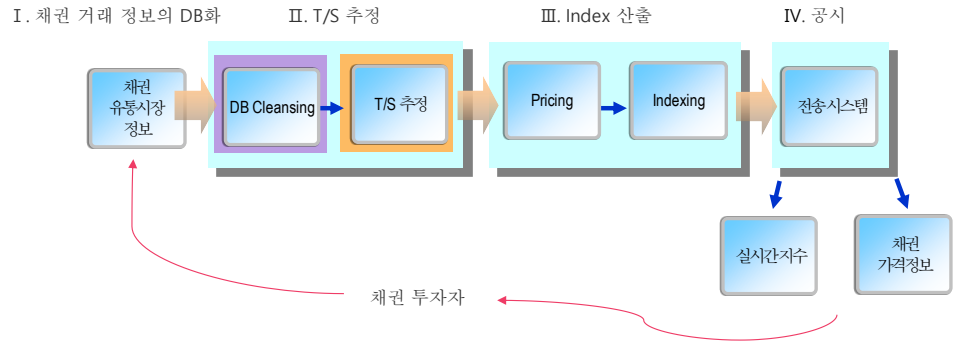 Ⅰ. 채권 거래 정보의 DB화
Ⅱ. T/S 추정
Ⅲ. Index 산출
Ⅳ. 공시
채권
유통시장
정보
DB Cleansing
T/S 추정
Pricing
Indexing
전송시스템
실시간지수
채권
가격정보
채권 투자자